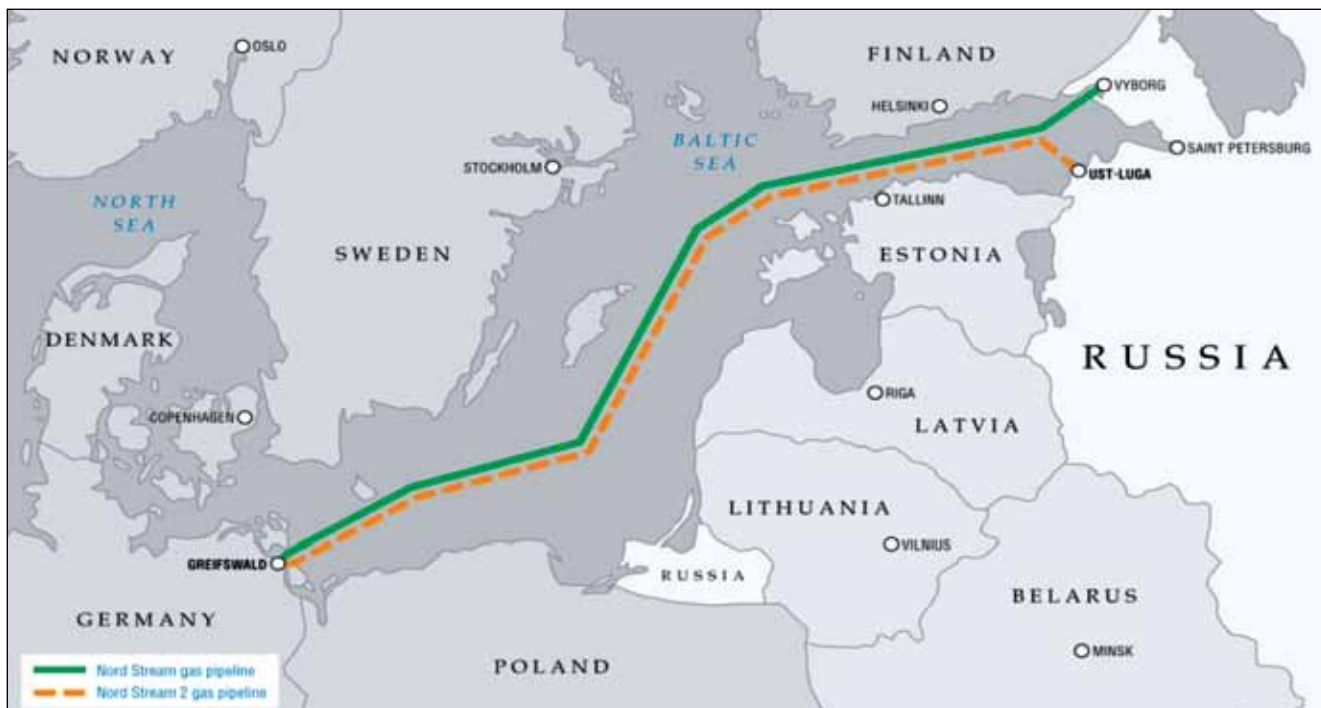 NORWAY
OSLO
FINLAND
VYBORG
HELSINKI
BALTIC
SEA
STOCKHOLM
SAINT PETERSBURG
UST-LUGA
NORTH
SEA
TALLINN
SWEDEN
ESTONIA
DENMARK
RUSSIA
RIGA
COPENHAGEN
LATVIA
LITHUANIA
VILNIUS
GREIFSWALD
RUSSIA
BELARUS
GERMANY
MINSK
POLAND
Nord Stream gas pipeline
Nord Stream 2 gas pipeline